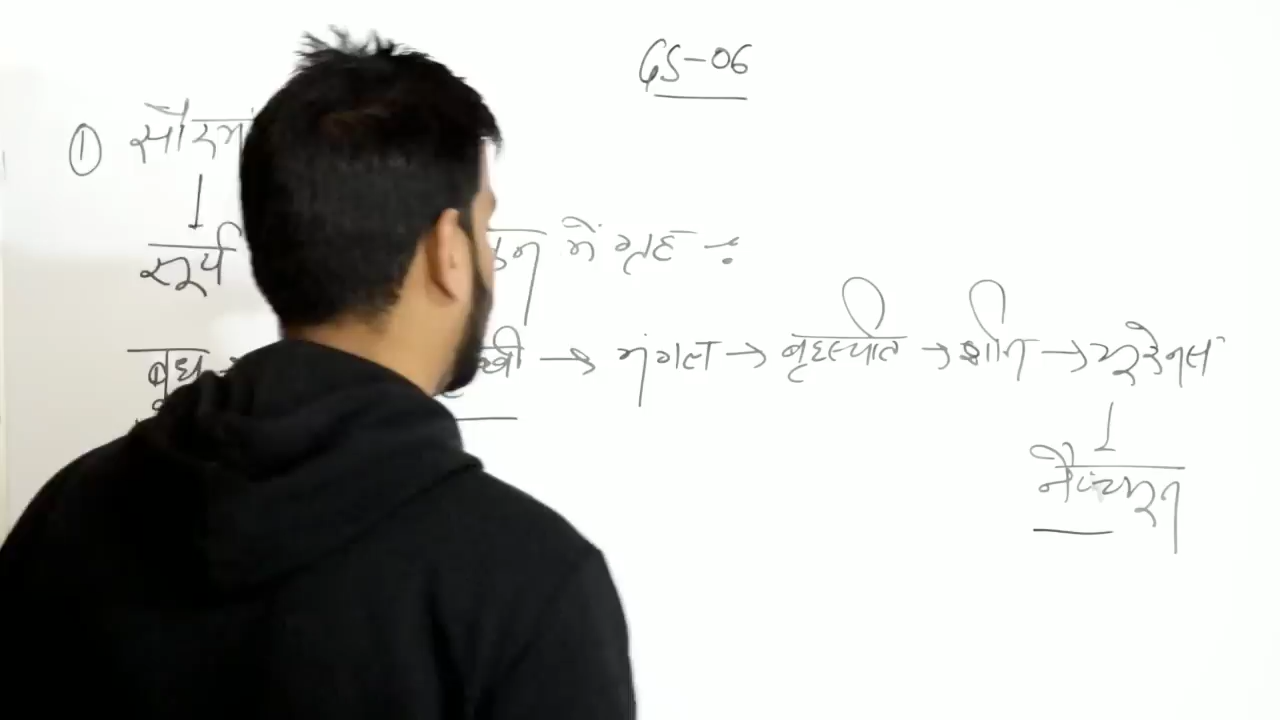 GS-06
① सौरमं
सूर्य में ग्रह :-
बुध थ्वी → मंगल → बृहस्पति → शनि → यूरेनस
नेपच्यून